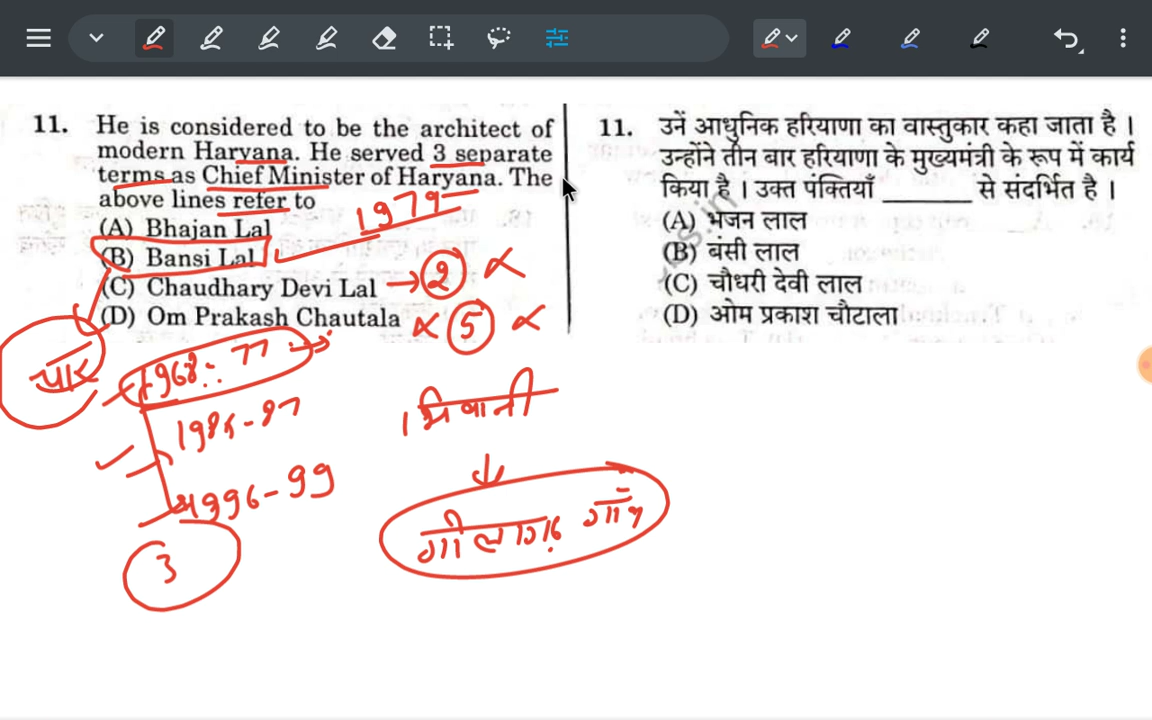 11. He is considered to be the architect of
modern Haryana. He served 3 separate
terms as Chief Minister of Haryana. The
above lines refer to
(A) Bhajan Lal
(B) Bansi Lal
(C) Chaudhary Devi Lal → 2 ×
(D) Om Prakash Chautala × 5 ×
1979
1968-77
1986-87
1996-99
3
भिवानी
↓
11. उनें आधुनिक हरियाणा का वास्तुकार कहा जाता है ।
उन्होंने तीन बार हरियाणा के मुख्यमंत्री के रूप में कार्य
किया है । उक्त पंक्तियाँ ________ से संदर्भित है ।
(A) भजन लाल
(B) बंसी लाल
(C) चौधरी देवी लाल
(D) ओम प्रकाश चौटाला